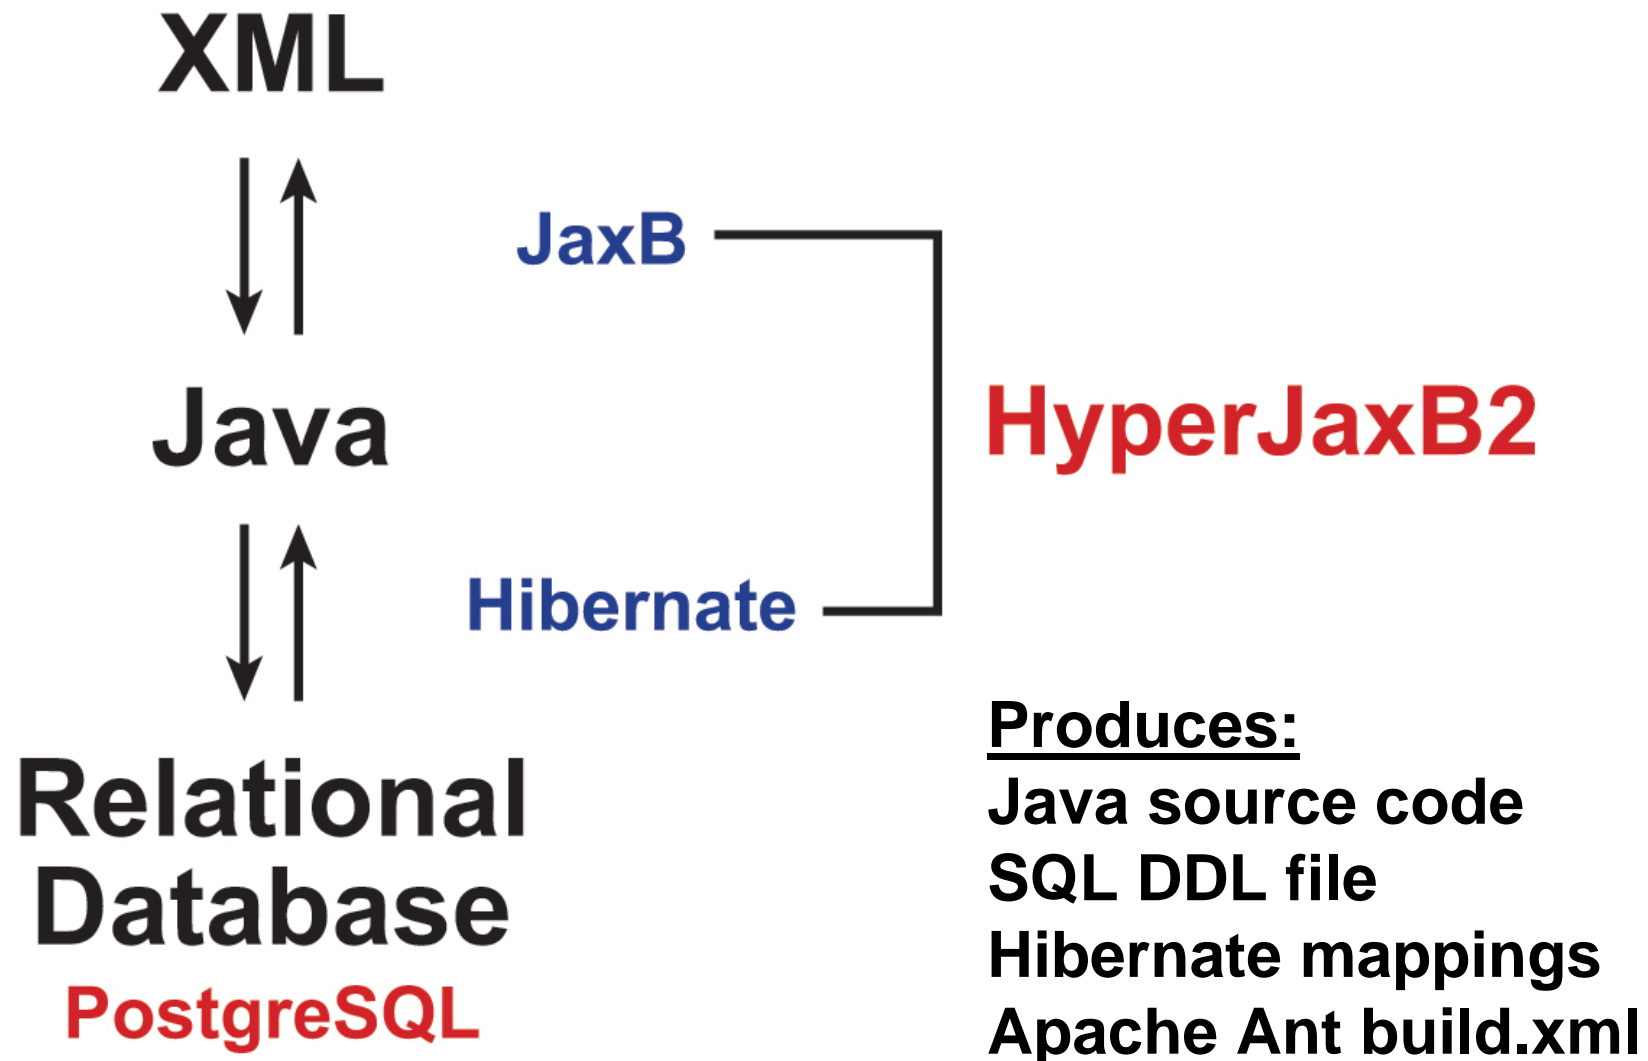 XML
JaxB
Java
HyperJaxB2
Hibernate
Relational
Database
PostgreSQL
Produces:
Java source code
SQL DDL file
Hibernate mappings
Apache Ant build.xml